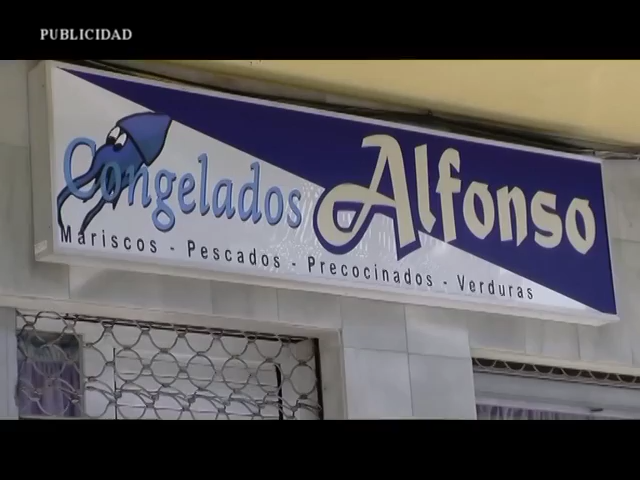 PUBLICIDAD
Congelados Alfonso
Mariscos - Pescados - Precocinados - Verduras